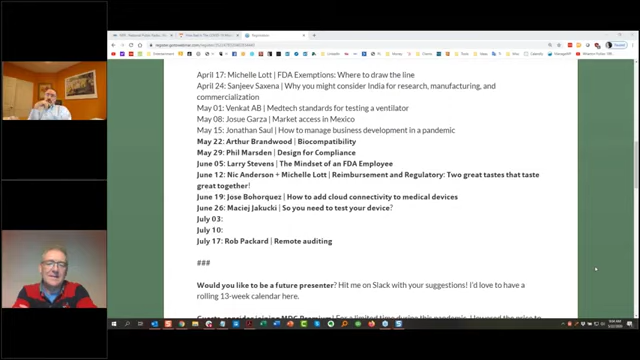 April 17: Michelle Lott | FDA Exemptions: Where to draw the line
April 24: Sanjeev Saxena | Why you might consider India for research, manufacturing, and
commercialization
May 01: Venkat AB | Medtech standards for testing a ventilator
May 08: Josue Garza | Market access in Mexico
May 15: Jonathan Saul | How to manage business development in a pandemic
May 22: Arthur Brandwood | Biocompatibility
May 29: Phil Marsden | Design for Compliance
June 05: Larry Stevens | The Mindset of an FDA Employee
June 12: Nic Anderson + Michelle Lott | Reimbursement and Regulatory: Two great tastes that taste
great together!
June 19: Jose Bohorquez | How to add cloud connectivity to medical devices
June 26: Maciej Jakucki | So you need to test your device?
July 03:
July 10:
July 17: Rob Packard | Remote auditing
###
Would you like to be a future presenter? Hit me on Slack with your suggestions! I'd love to have a
rolling 13-week calendar here.